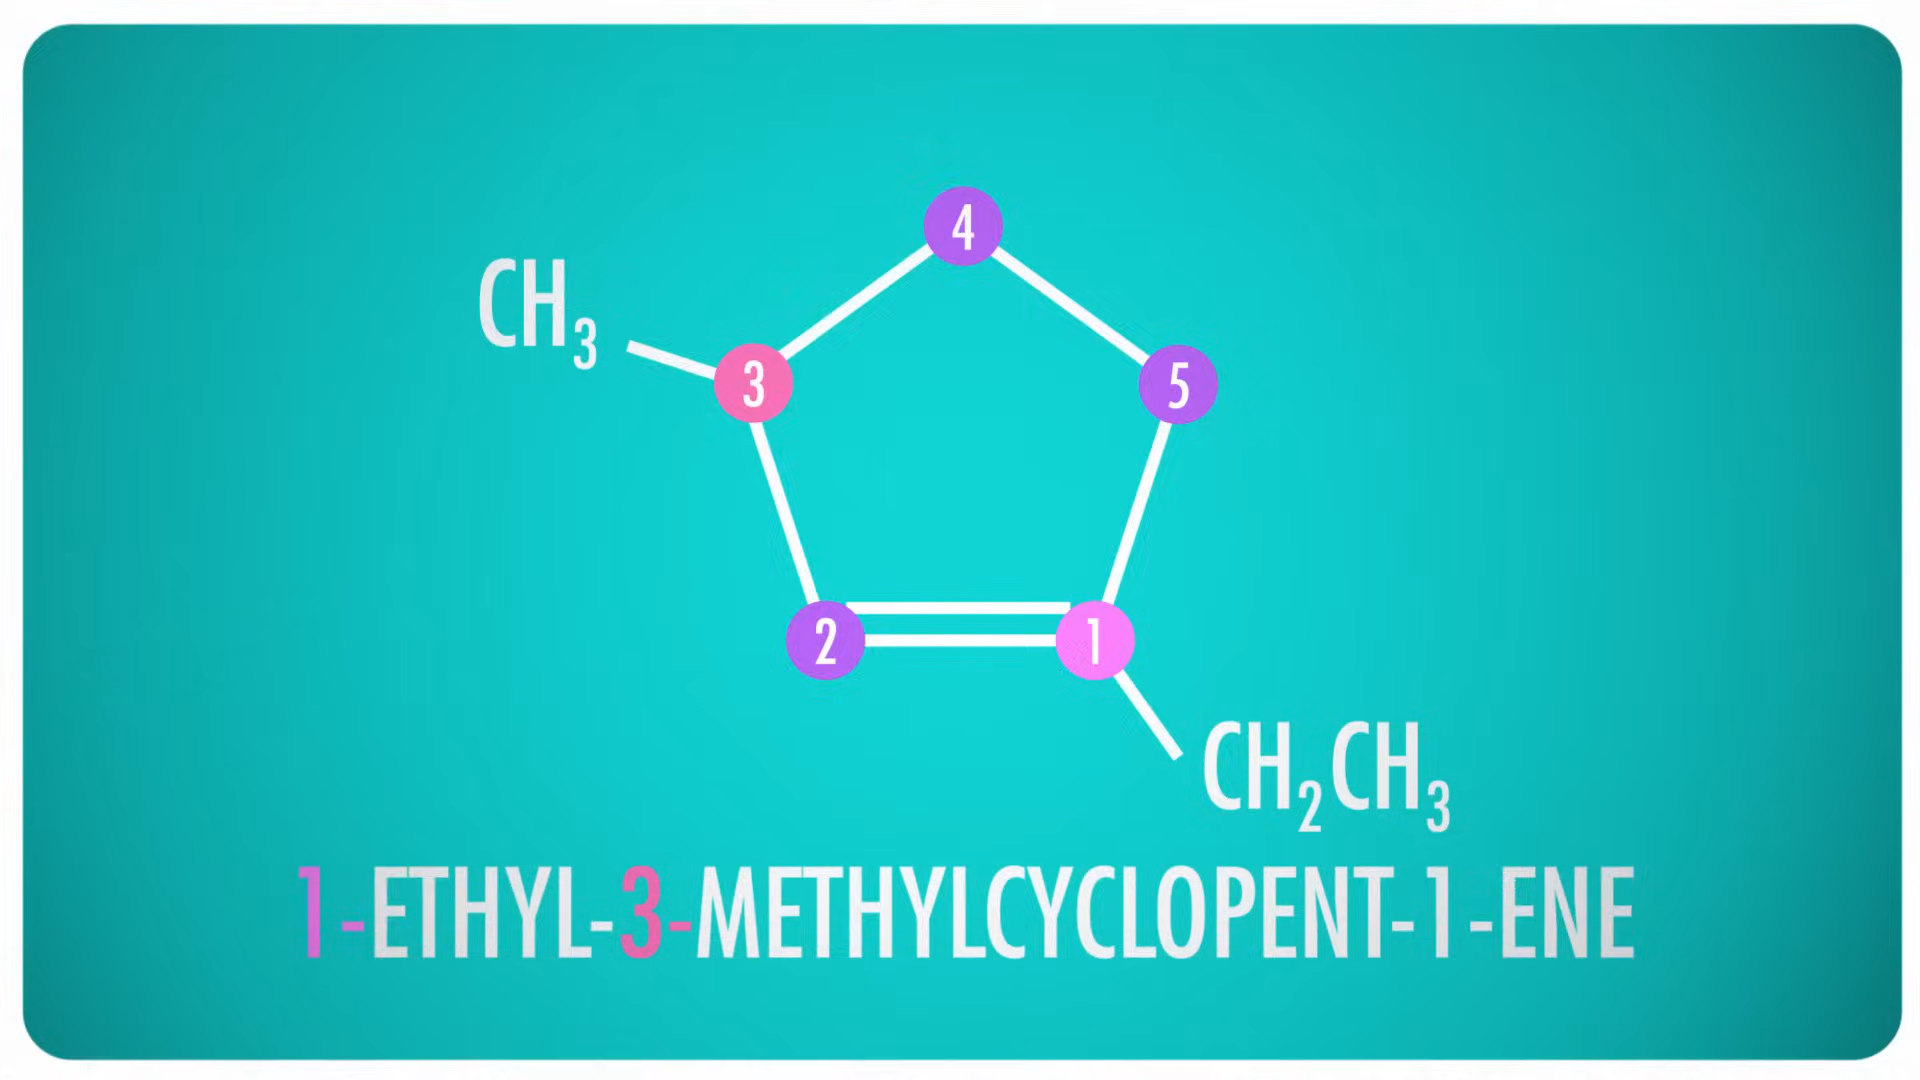 4
CH₃
3
5
2
1
CH₂CH₃
1-ETHYL-3-METHYLCYCLOPENT-1-ENE